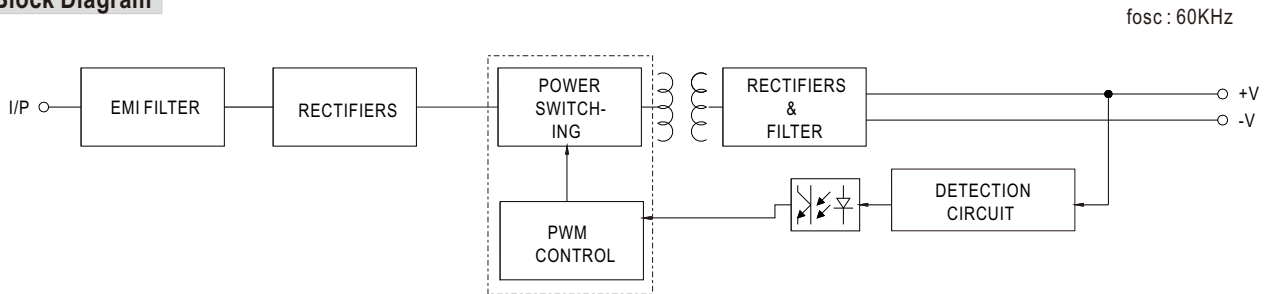 Block Diagram
fosc : 60KHz
I/P
EMI FILTER
RECTIFIERS
POWER
SWITCH-
ING
RECTIFIERS
&
FILTER
+V
-V
DETECTION
CIRCUIT
PWM
CONTROL